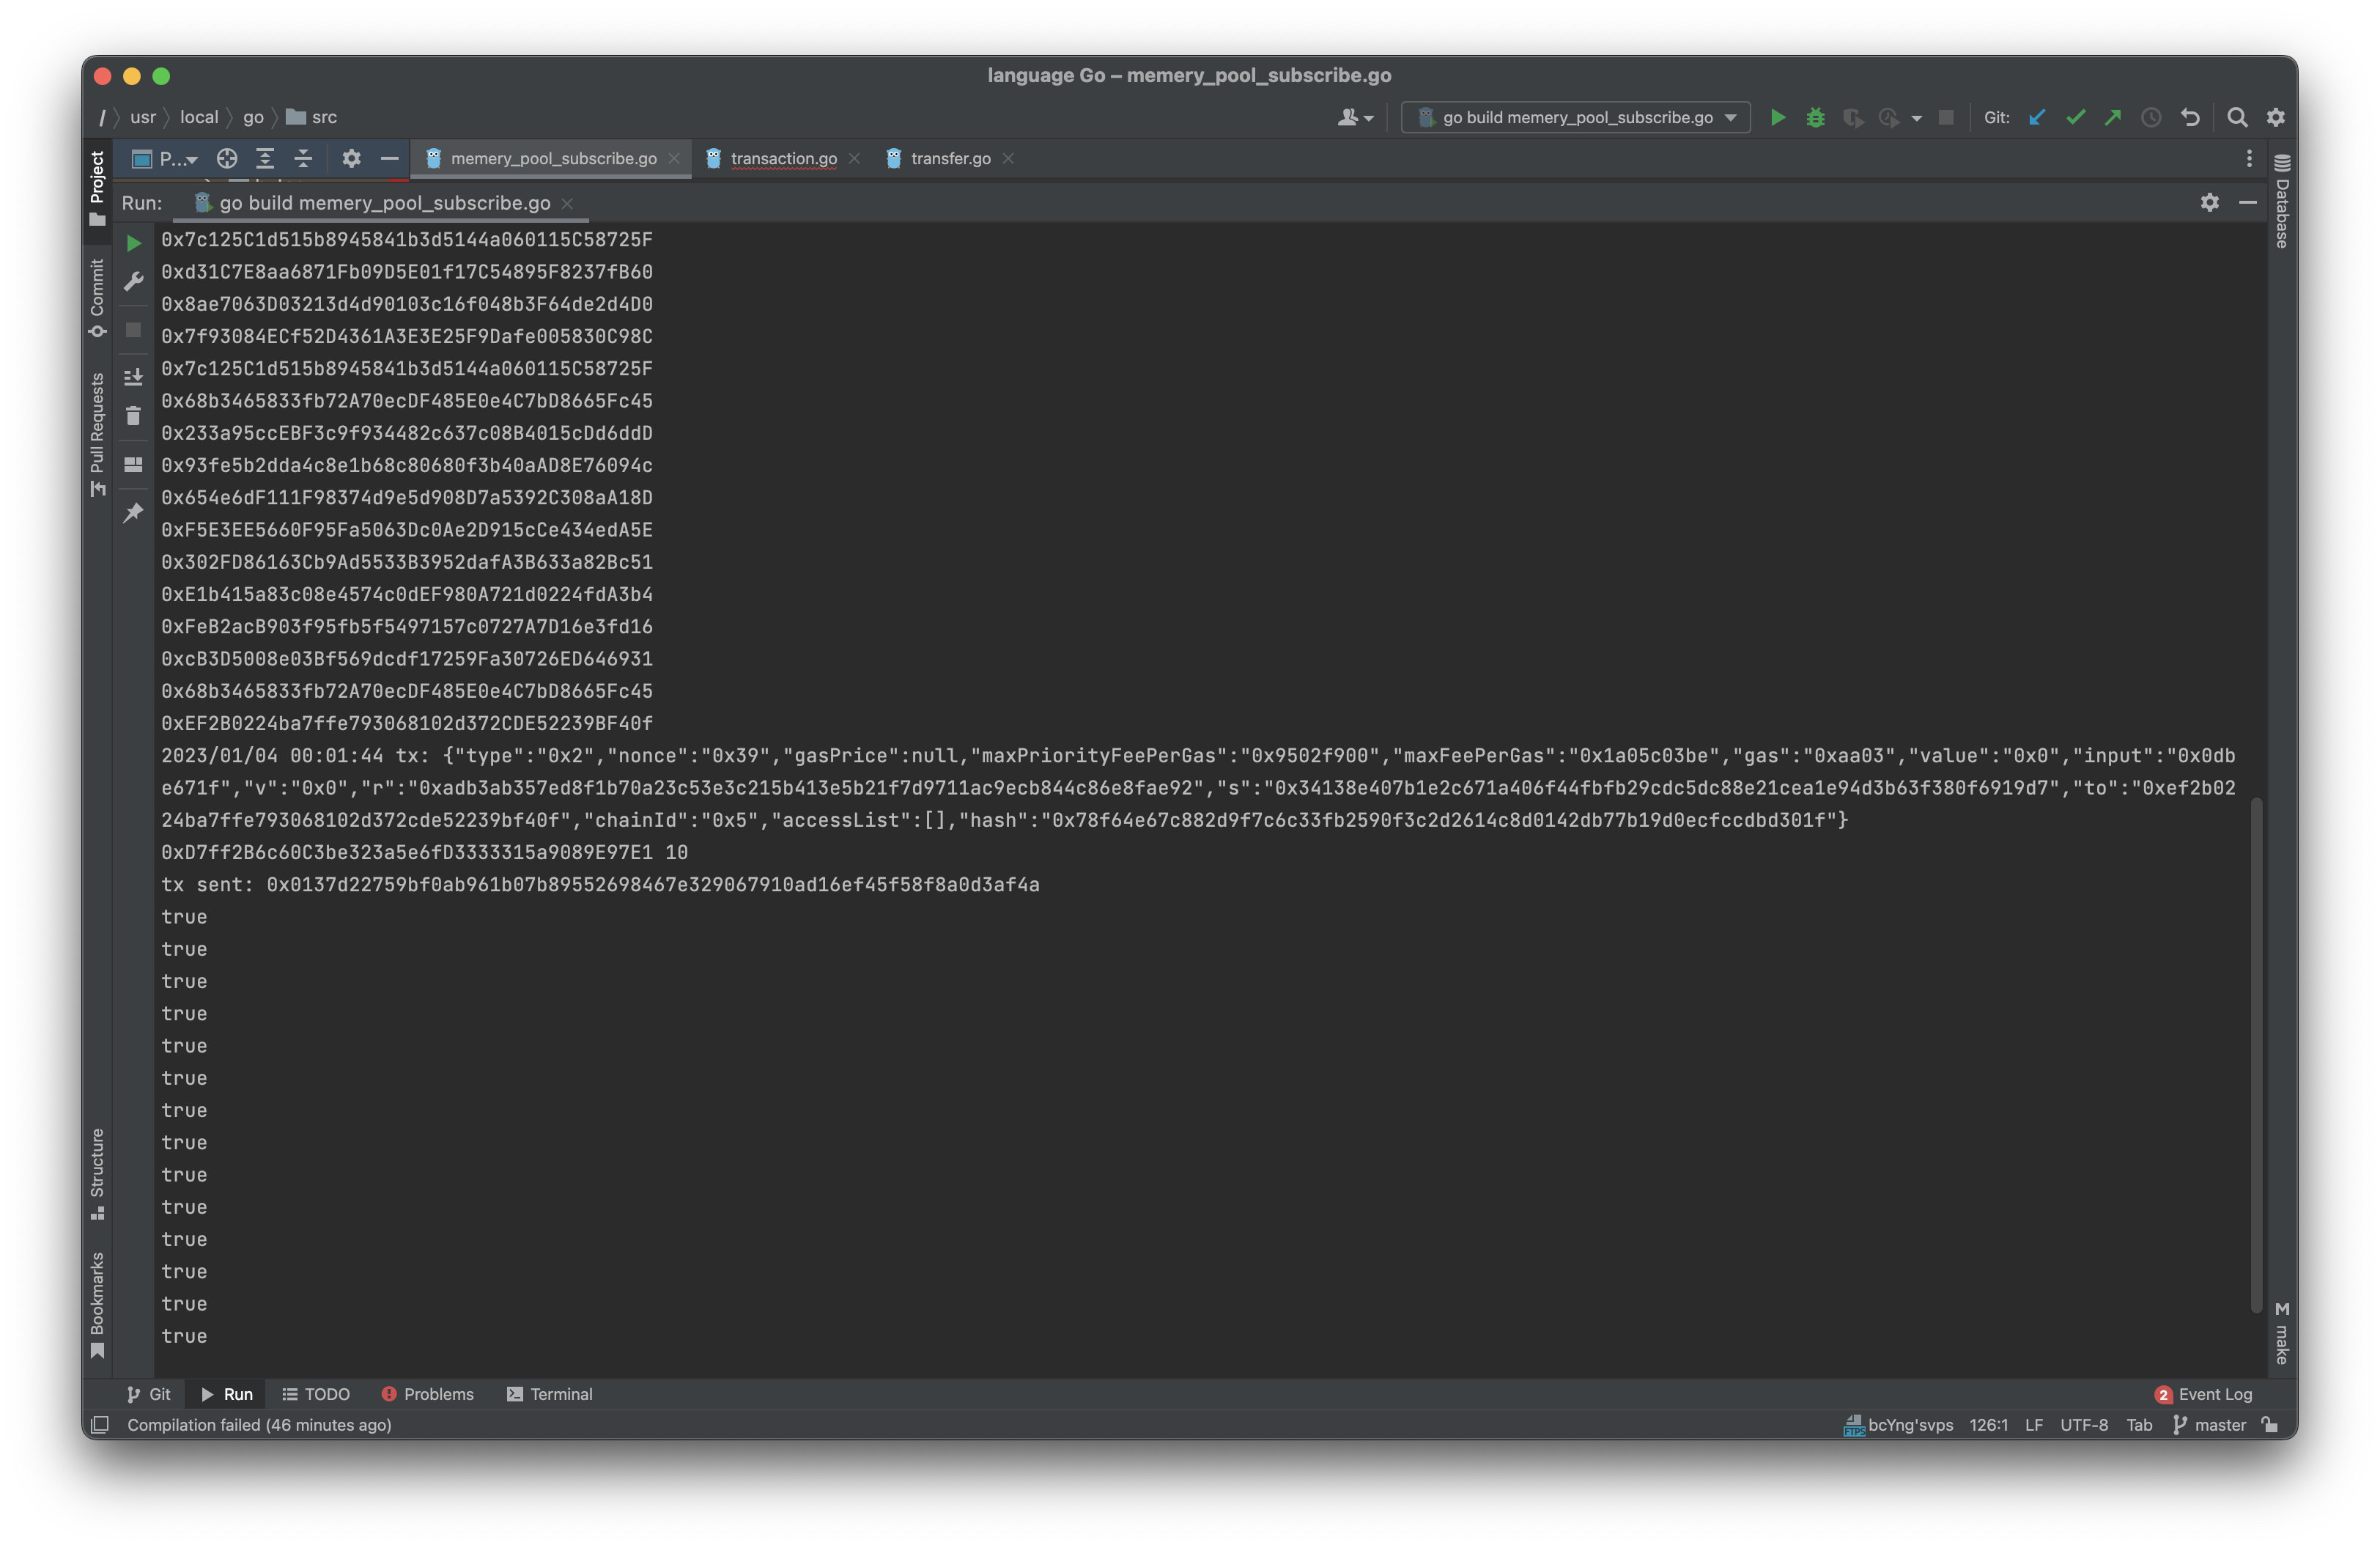 language Go – memery_pool_subscribe.go
/ usr local go src
go build memery_pool_subscribe.go
Git:
P...
memery_pool_subscribe.go
transaction.go
transfer.go
Run: go build memery_pool_subscribe.go
Project
Commit
Pull Requests
Structure
Bookmarks
Database
M make
0x7c125C1d515b8945841b3d5144a060115C58725F
0xd31C7E8aa6871Fb09D5E01f17C54895F8237fB60
0x8ae7063D03213d4d90103c16f048b3F64de2d4D0
0x7f93084ECf52D4361A3E3E25F9Dafe005830C98C
0x7c125C1d515b8945841b3d5144a060115C58725F
0x68b3465833fb72A70ecDF485E0e4C7bD8665Fc45
0x233a95ccEBF3c9f934482c637c08B4015cDd6ddD
0x93fe5b2dda4c8e1b68c80680f3b40aAD8E76094c
0x654e6dF111F98374d9e5d908D7a5392C308aA18D
0xF5E3EE5660F95Fa5063Dc0Ae2D915cCe434edA5E
0x302FD86163Cb9Ad5533B3952dafA3B633a82Bc51
0xE1b415a83c08e4574c0dEF980A721d0224fdA3b4
0xFeB2acB903f95fb5f5497157c0727A7D16e3fd16
0xcB3D5008e03Bf569dcdf17259Fa30726ED646931
0x68b3465833fb72A70ecDF485E0e4C7bD8665Fc45
0xEF2B0224ba7ffe793068102d372CDE52239BF40f
2023/01/04 00:01:44 tx: {"type":"0x2","nonce":"0x39","gasPrice":null,"maxPriorityFeePerGas":"0x9502f900","maxFeePerGas":"0x1a05c03be","gas":"0xaa03","value":"0x0","input":"0x0db
e671f","v":"0x0","r":"0xadb3ab357ed8f1b70a23c53e3c215b413e5b21f7d9711ac9ecb844c86e8fae92","s":"0x34138e407b1e2c671a406f44fbfb29cdc5dc88e21cea1e94d3b63f380f6919d7","to":"0xef2b02
24ba7ffe793068102d372cde52239bf40f","chainId":"0x5","accessList":[],"hash":"0x78f64e67c882d9f7c6c33fb2590f3c2d2614c8d0142db77b19d0ecfccdbd301f"}
0xD7ff2B6c60C3be323a5e6fD3333315a9089E97E1 10
tx sent: 0x0137d22759bf0ab961b07b89552698467e329067910ad16ef45f58f8a0d3af4a
true
true
true
true
true
true
true
true
true
true
true
true
true
true
Git Run TODO Problems Terminal
2 Event Log
Compilation failed (46 minutes ago)
FTPS bcYng'svps 126:1 LF UTF-8 Tab master